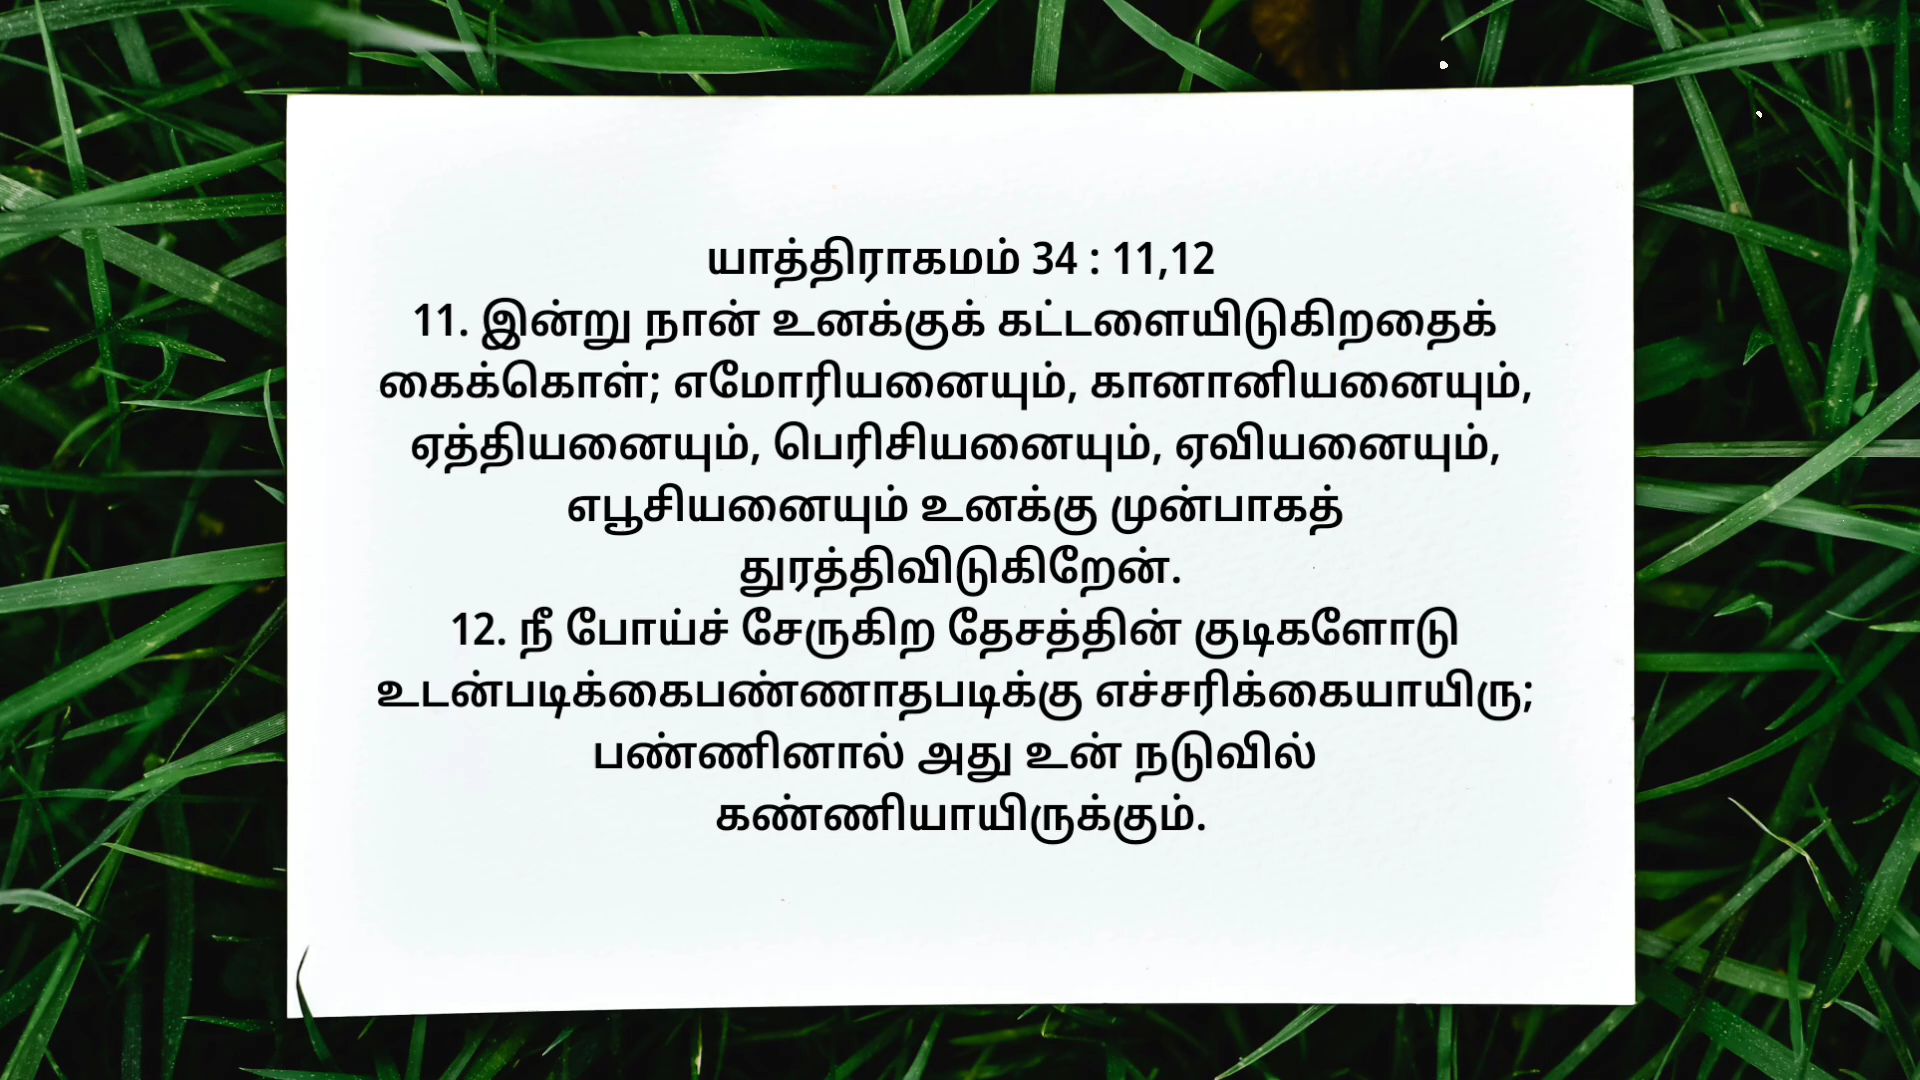 யாத்திராகமம் 34 : 11,12
11. இன்று நான் உனக்குக் கட்டளையிடுகிறதைக்
கைக்கொள்; எமோரியனையும், கானானியனையும்,
ஏத்தியனையும், பெரிசியனையும், ஏவியனையும்,
எபூசியனையும் உனக்கு முன்பாகத்
துரத்திவிடுகிறேன்.
12. நீ போய்ச் சேருகிற தேசத்தின் குடிகளோடு
உடன்படிக்கைபண்ணாதபடிக்கு எச்சரிக்கையாயிரு;
பண்ணினால் அது உன் நடுவில்
கண்ணியாயிருக்கும்.